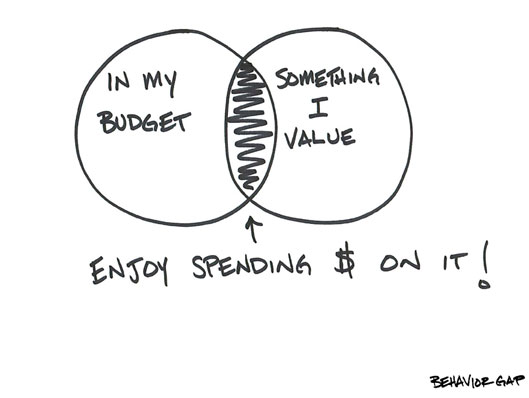 IN MY
BUDGET
SOMETHING
I
VALUE
ENJOY SPENDING $ ON IT!
BEHAVIOR GAP